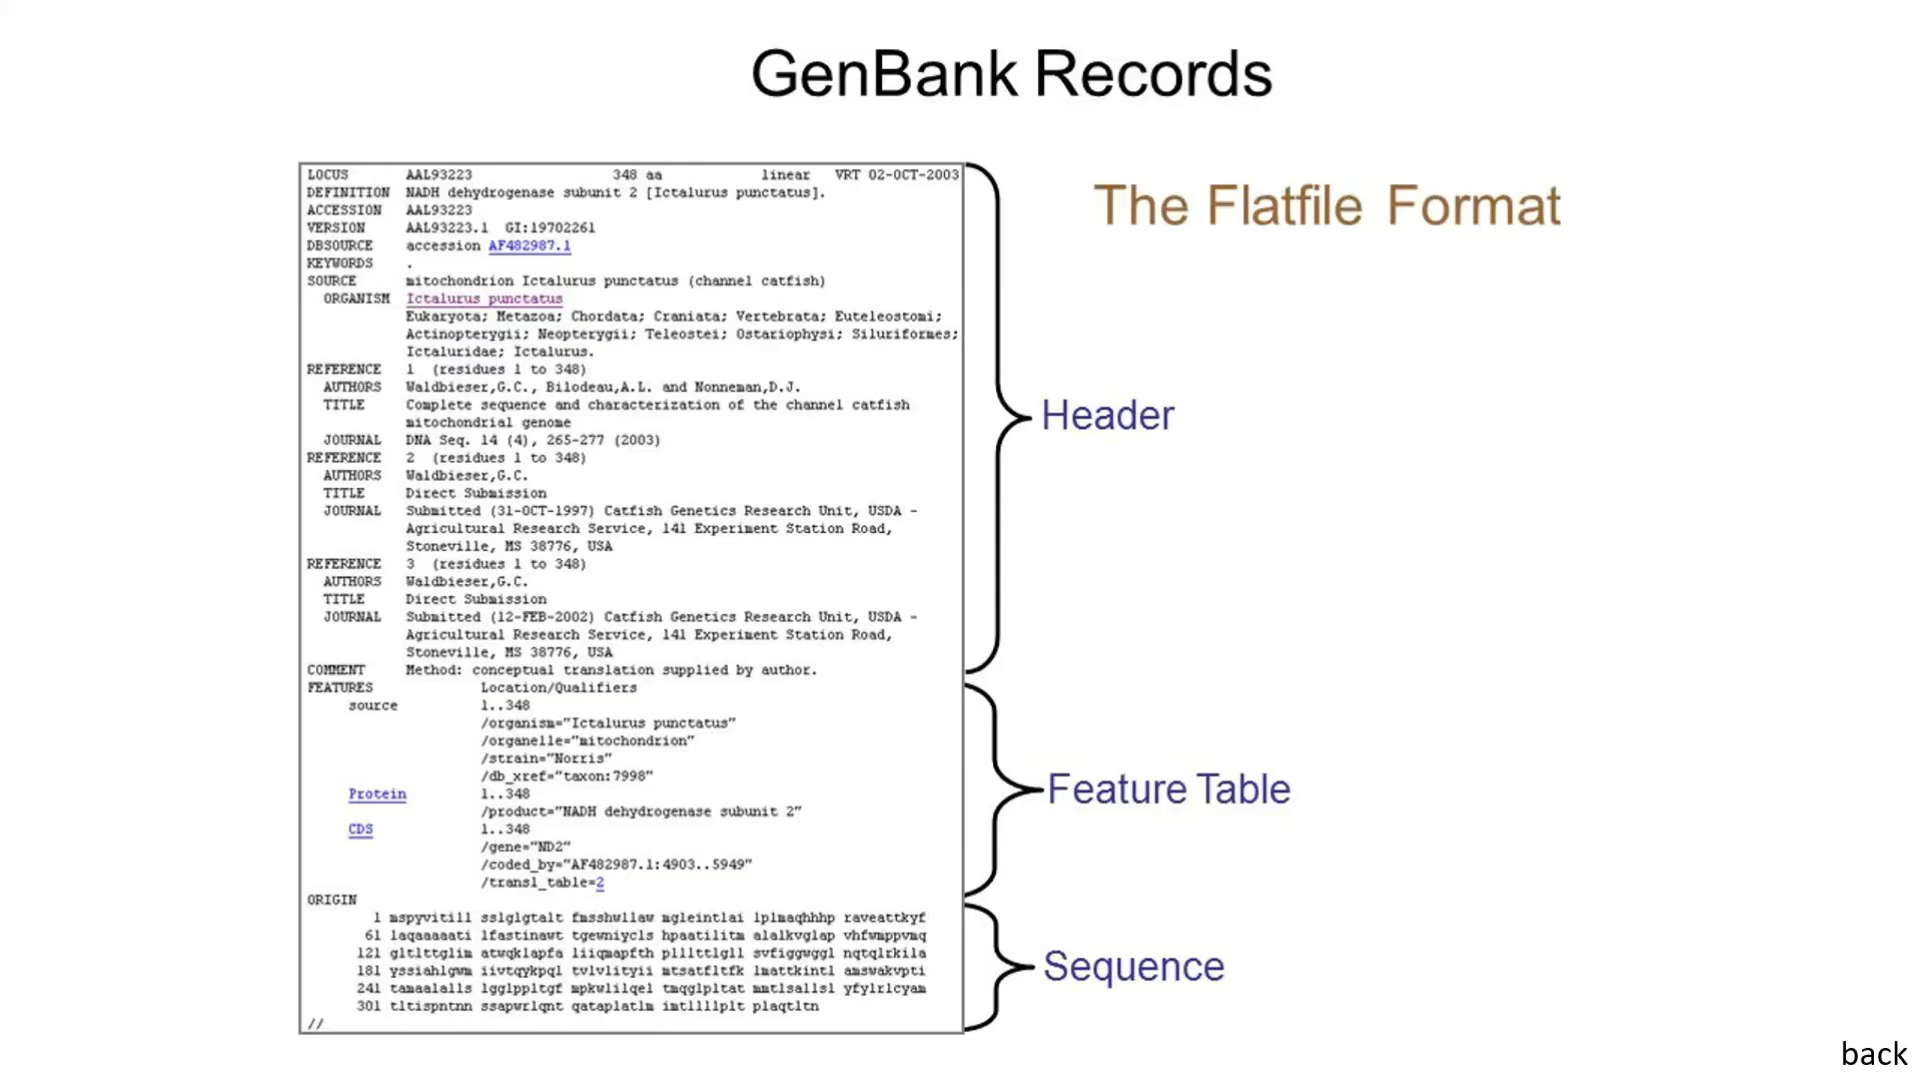 GenBank Records
The Flatfile Format
LOCUS AAL93223 348 aa linear VRT 02-OCT-2003
DEFINITION NADH dehydrogenase subunit 2 [Ictalurus punctatus].
ACCESSION AAL93223
VERSION AAL93223.1 GI:19702261
DBSOURCE accession AF482987.1
KEYWORDS .
SOURCE mitochondrion Ictalurus punctatus (channel catfish)
ORGANISM Ictalurus punctatus
Eukaryota; Metazoa; Chordata; Craniata; Vertebrata; Euteleostomi;
Actinopterygii; Neopterygii; Teleostei; Ostariophysi; Siluriformes;
Ictaluridae; Ictalurus.
REFERENCE 1 (residues 1 to 348)
AUTHORS Waldbieser,G.C., Bilodeau,A.L. and Nonneman,D.J.
TITLE Complete sequence and characterization of the channel catfish
mitochondrial genome
JOURNAL DNA Seq. 14 (4), 265-277 (2003)
REFERENCE 2 (residues 1 to 348)
AUTHORS Waldbieser,G.C.
TITLE Direct Submission
JOURNAL Submitted (31-OCT-1997) Catfish Genetics Research Unit, USDA -
Agricultural Research Service, 141 Experiment Station Road,
Stoneville, MS 38776, USA
REFERENCE 3 (residues 1 to 348)
AUTHORS Waldbieser,G.C.
TITLE Direct Submission
JOURNAL Submitted (12-FEB-2002) Catfish Genetics Research Unit, USDA -
Agricultural Research Service, 141 Experiment Station Road,
Stoneville, MS 38776, USA
COMMENT Method: conceptual translation supplied by author.
Header
FEATURES Location/Qualifiers
source 1..348
/organism="Ictalurus punctatus"
/organelle="mitochondrion"
/strain="Norris"
/db_xref="taxon:7998"
Protein 1..348
/product="NADH dehydrogenase subunit 2"
CDS 1..348
/gene="ND2"
/coded_by="AF482987.1:4903..5949"
/transl_table=2
Feature Table
ORIGIN
1 mspyvitill sslglgtalt fmsshwllaw mgleintlai lplmaqhhhp raveattkyf
61 laqaaaaati lfastinawt tgewniycls hpaatilitm alalkvglap vhfwmppvmq
121 gltlttglim atwqklapfa liiqmapfth plllttlgll svfiggwggl nqtqlrkila
181 yssiahlgwm iivtqykpql tvlvlityii mtsatfltfk lmattkintl amswakvpti
241 tamaalalls lgglppltgf mpkwlilqel tmqglpltat mmtlsallsl yfylrlcyam
301 tltispntnn ssapwrlqnt qataplatlm imtllllplt plaqtltn
//
Sequence
back